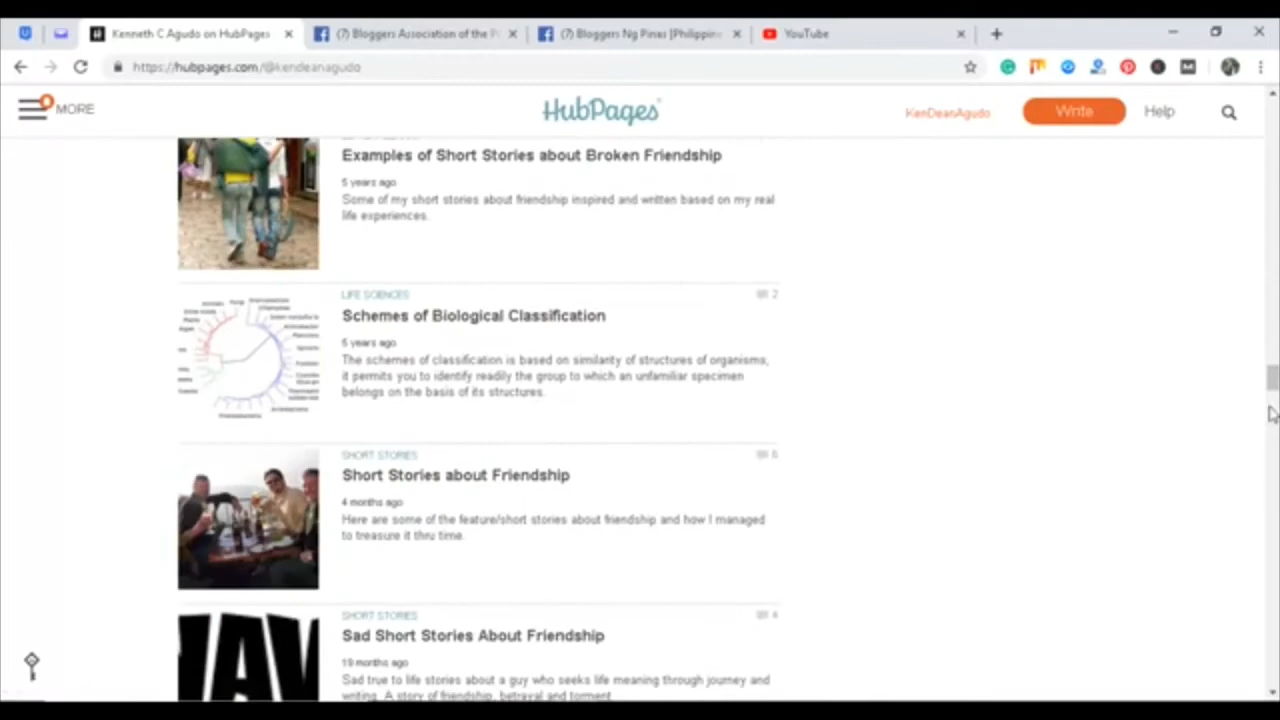 Kenneth C Agudo on HubPages
(7) Bloggers Association of the P
(7) Bloggers Ng Pinas [Philippin
YouTube
https://hubpages.com/@kendeanagudo
MORE
HubPages
KenDeanAgudo
Write
Help
Examples of Short Stories about Broken Friendship
5 years ago
Some of my short stories about friendship inspired and written based on my real
life experiences.
LIFE SCIENCES
2
Schemes of Biological Classification
5 years ago
The schemes of classification is based on similarity of structures of organisms,
it permits you to identify readily the group to which an unfamiliar specimen
belongs on the basis of its structures.
SHORT STORIES
Short Stories about Friendship
4 months ago
Here are some of the feature/short stories about friendship and how I managed
to treasure it thru time.
SHORT STORIES
4
Sad Short Stories About Friendship
19 months ago
Sad true to life stories about a guy who seeks life meaning through journey and
writing. A story of friendship, betrayal and torment.